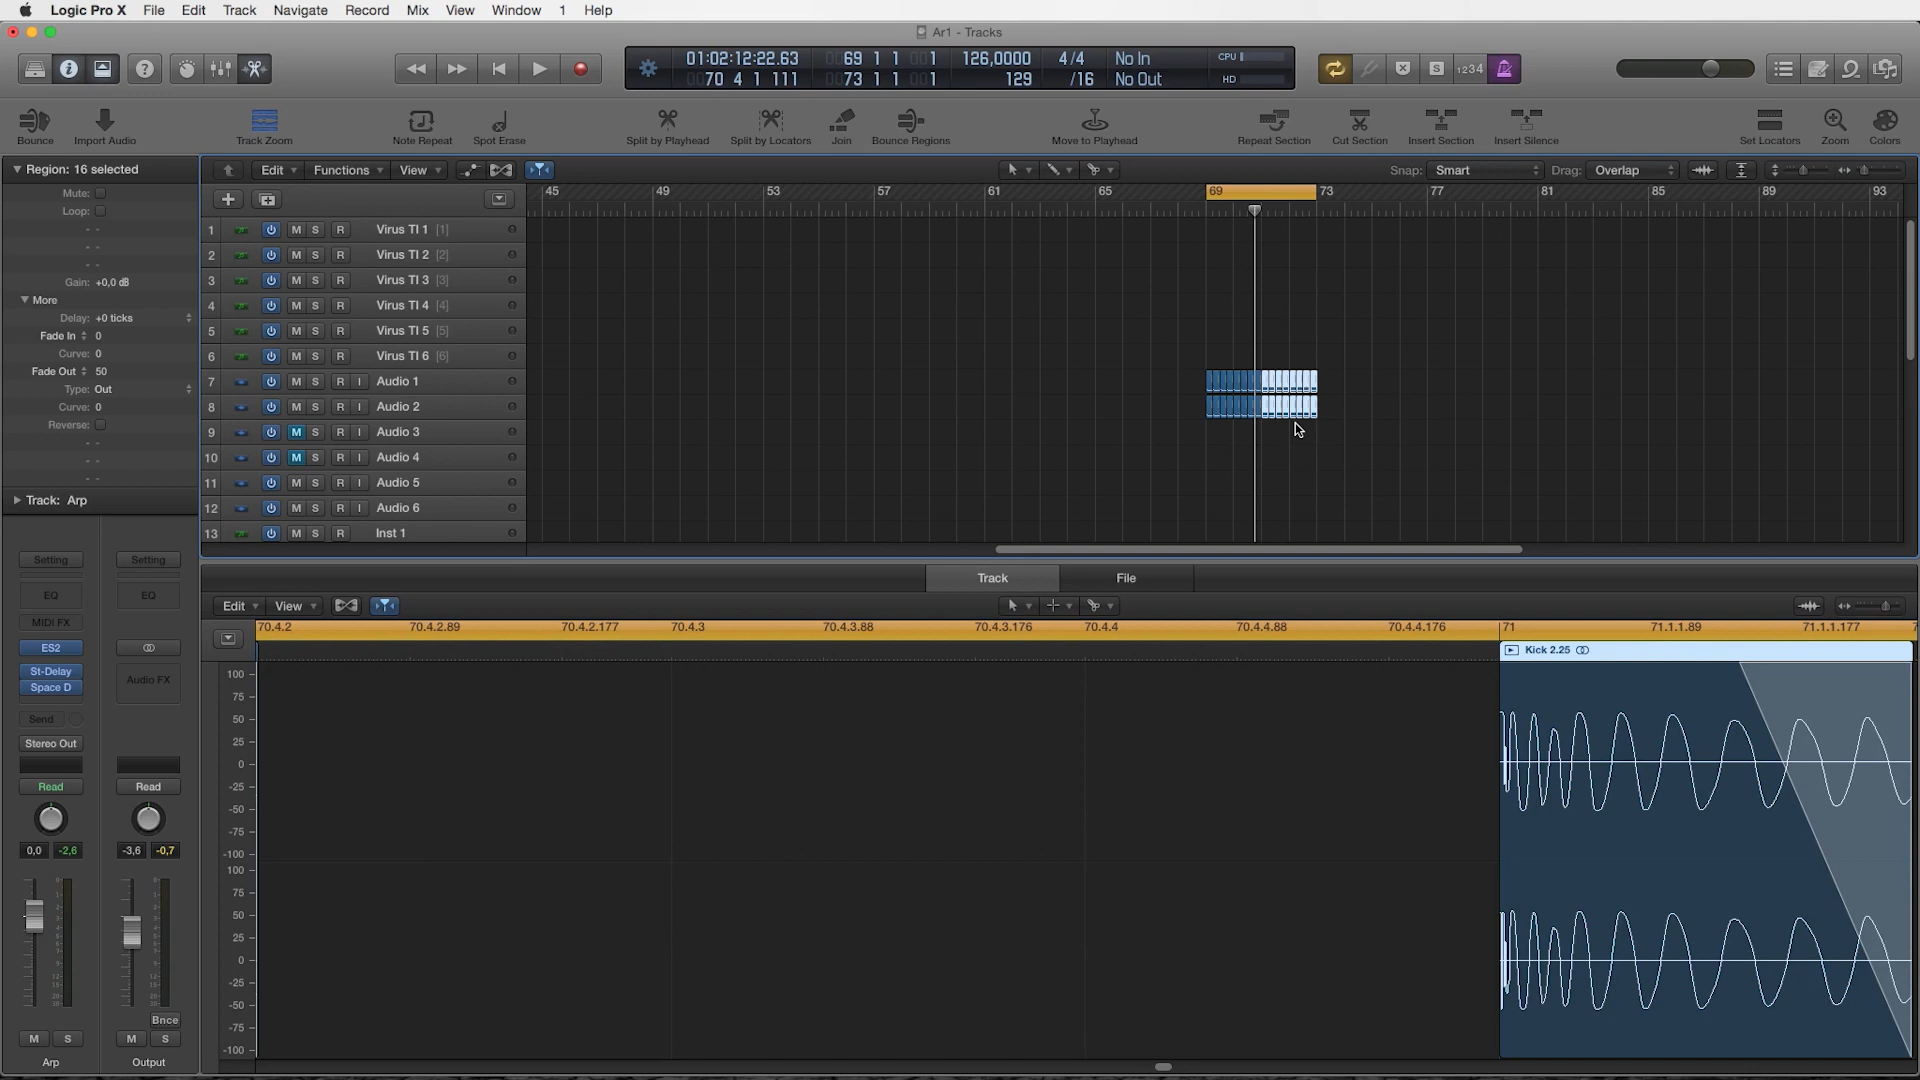 Logic Pro X File Edit Track Navigate Record Mix View Window 1 Help
Ar1 - Tracks
01:02:12:22.63 0069 1 1 001 126,0000 4/4 No In CPU
0070 4 1 111 0073 1 1 001 129 /16 No Out HD
1234
Bounce Import Audio Track Zoom Note Repeat Spot Erase Split by Playhead Split by Locators Join Bounce Regions Move to Playhead Repeat Section Cut Section Insert Section Insert Silence Set Locators Zoom Colors
Region: 16 selected
Edit Functions View Snap: Smart Drag: Overlap
45 49 53 57 61 65 69 73 77 81 85 89 93
Mute:
Loop:
Gain: +0,0 dB
More
Delay: +0 ticks
Fade In 0
Curve: 0
Fade Out 50
Type: Out
Curve: 0
Reverse:
Track: Arp
1 M S R Virus TI 1 [1]
2 M S R Virus TI 2 [2]
3 M S R Virus TI 3 [3]
4 M S R Virus TI 4 [4]
5 M S R Virus TI 5 [5]
6 M S R Virus TI 6 [6]
7 M S R I Audio 1
8 M S R I Audio 2
9 M S R I Audio 3
10 M S R I Audio 4
11 M S R I Audio 5
12 M S R I Audio 6
13 M S R Inst 1
Setting Setting
EQ EQ
MIDI FX
ES2
St-Delay
Space D
Audio FX
Send
Stereo Out
Read Read
0,0 -2,6 -3,6 -0,7
Bnce
M S M S
Arp Output
Track File
Edit View
70.4.2 70.4.2.89 70.4.2.177 70.4.3 70.4.3.88 70.4.3.176 70.4.4 70.4.4.88 70.4.4.176 71 71.1.1.89 71.1.1.177
Kick 2.25
100
75
50
25
0
-25
-50
-75
-100
100
75
50
25
0
-25
-50
-75
-100